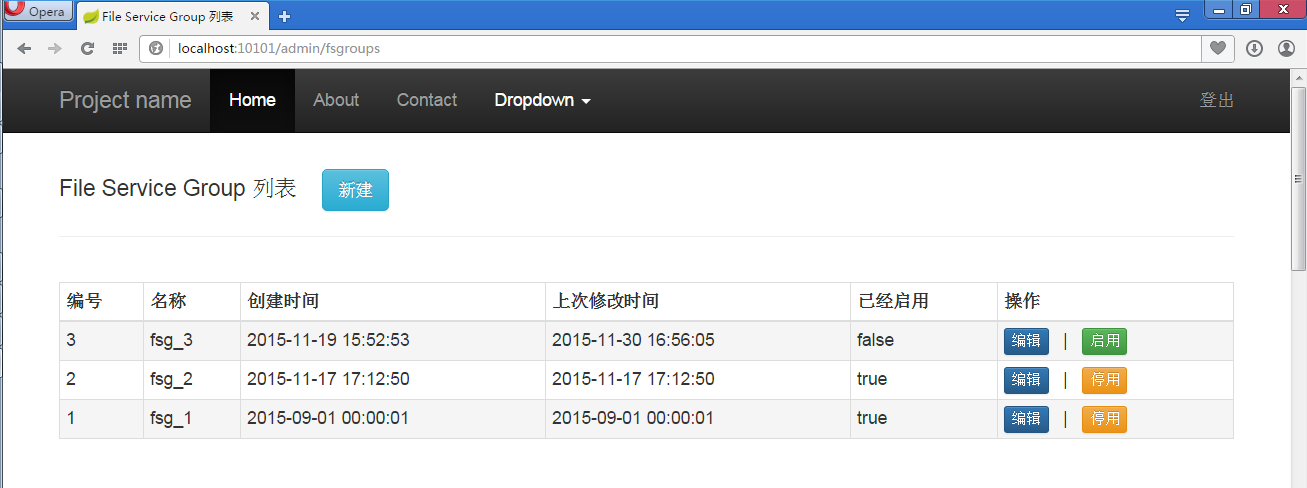 Opera
File Service Group 列表
localhost:10101/admin/fsgroups
Project name Home About Contact Dropdown 登出
File Service Group 列表 新建
编号 名称 创建时间 上次修改时间 已经启用 操作
3 fsg_3 2015-11-19 15:52:53 2015-11-30 16:56:05 false 编辑 | 启用
2 fsg_2 2015-11-17 17:12:50 2015-11-17 17:12:50 true 编辑 | 停用
1 fsg_1 2015-09-01 00:00:01 2015-09-01 00:00:01 true 编辑 | 停用